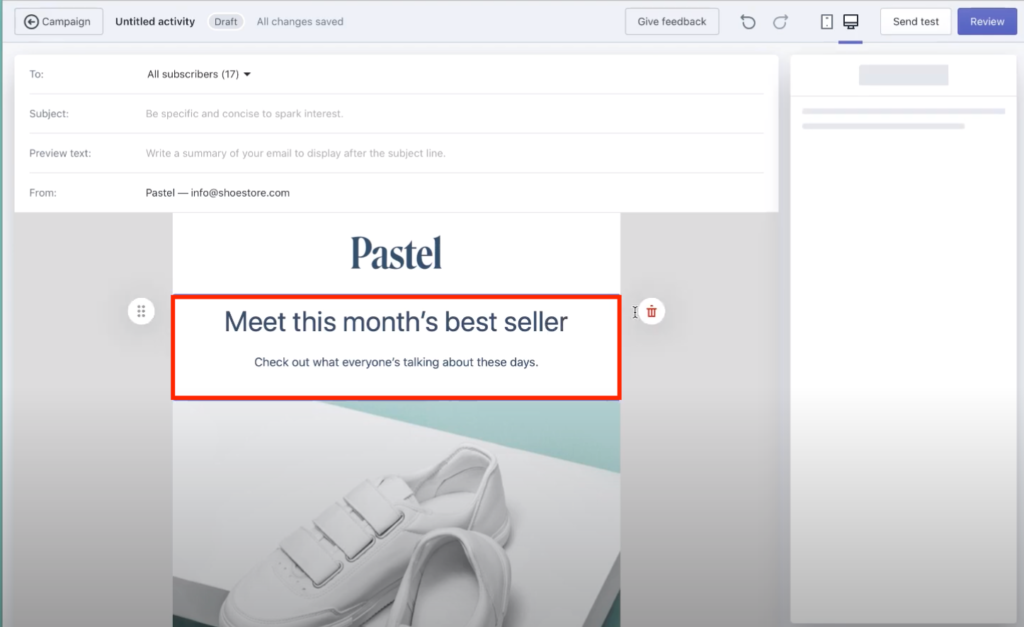 Campaign Untitled activity Draft All changes saved Give feedback Send test Review
To: All subscribers (17)
Subject: Be specific and concise to spark interest.
Preview text: Write a summary of your email to display after the subject line.
From: Pastel — info@shoestore.com
Pastel
Meet this month’s best seller
Check out what everyone’s talking about these days.